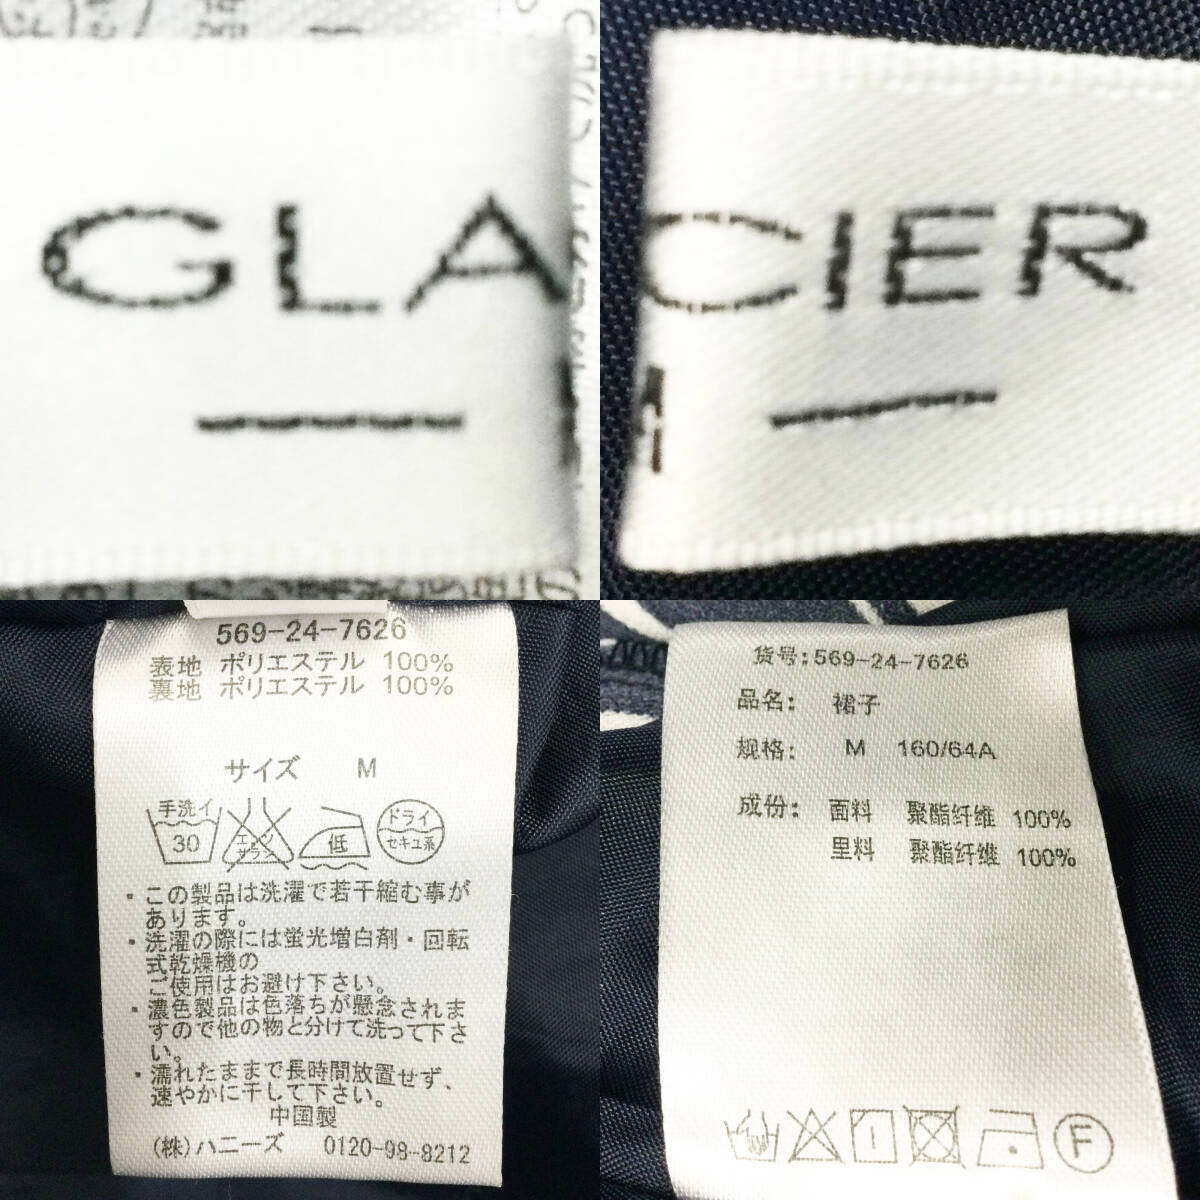 GLA
CIER
M
569-24-7626
表地 ポリエステル 100%
裏地 ポリエステル 100%
サイズ M
手洗イ
30
エンソ
サラシ
低
ドライ
セキユ系
・この製品は洗濯で若干縮む事が
あります。
・洗濯の際には蛍光増白剤・回転
式乾燥機の
ご使用はお避け下さい。
・濃色製品は色落ちが懸念されま
すので他の物と分けて洗って下さ
い。
・濡れたままで長時間放置せず、
速やかに干して下さい。
中国製
(株)ハニーズ 0120-98-8212
货号:569-24-7626
品名: 裙子
规格: M 160/64A
成份: 面料 聚酯纤维 100%
里料 聚酯纤维 100%
F